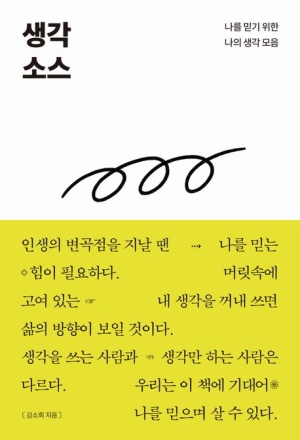 생각
소스
나를 믿기 위한
나의 생각 모음
인생의 변곡점을 지날 땐 ⇢ 나를 믿는
◇힘이 필요하다. 머릿속에
고여 있는 ☞ 내 생각을 꺼내 쓰면
삶의 방향이 보일 것이다.
생각을 쓰는 사람과 ↭ 생각만 하는 사람은
다르다. 우리는 이 책에 기대어❀
나를 믿으며 살 수 있다.
[ 김소희 지음 ]